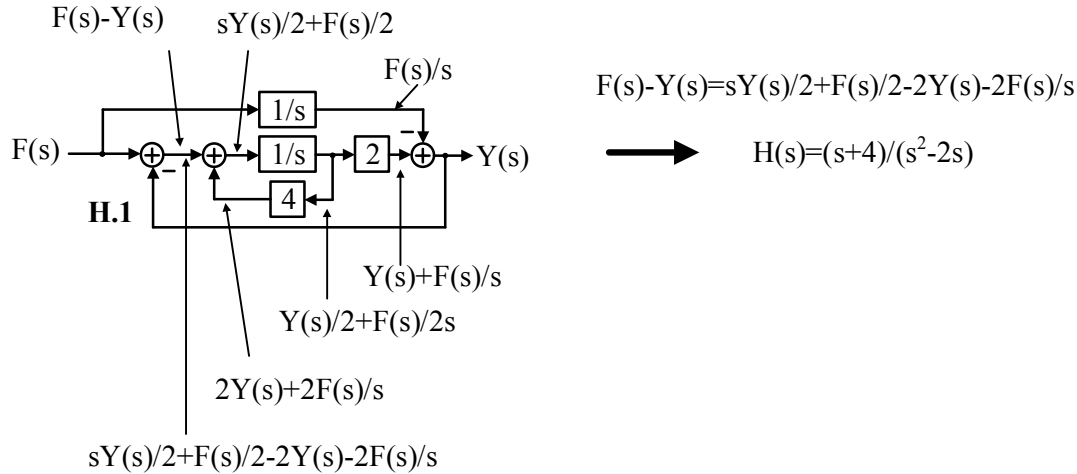 F(s)-Y(s)
sY(s)/2+F(s)/2
F(s)/s
F(s)-Y(s)=sY(s)/2+F(s)/2-2Y(s)-2F(s)/s
1/s
F(s)
+
+
1/s
2
+
Y(s)
H(s)=(s+4)/(s²-2s)
−
−
4
H.1
Y(s)+F(s)/s
Y(s)/2+F(s)/2s
2Y(s)+2F(s)/s
sY(s)/2+F(s)/2-2Y(s)-2F(s)/s